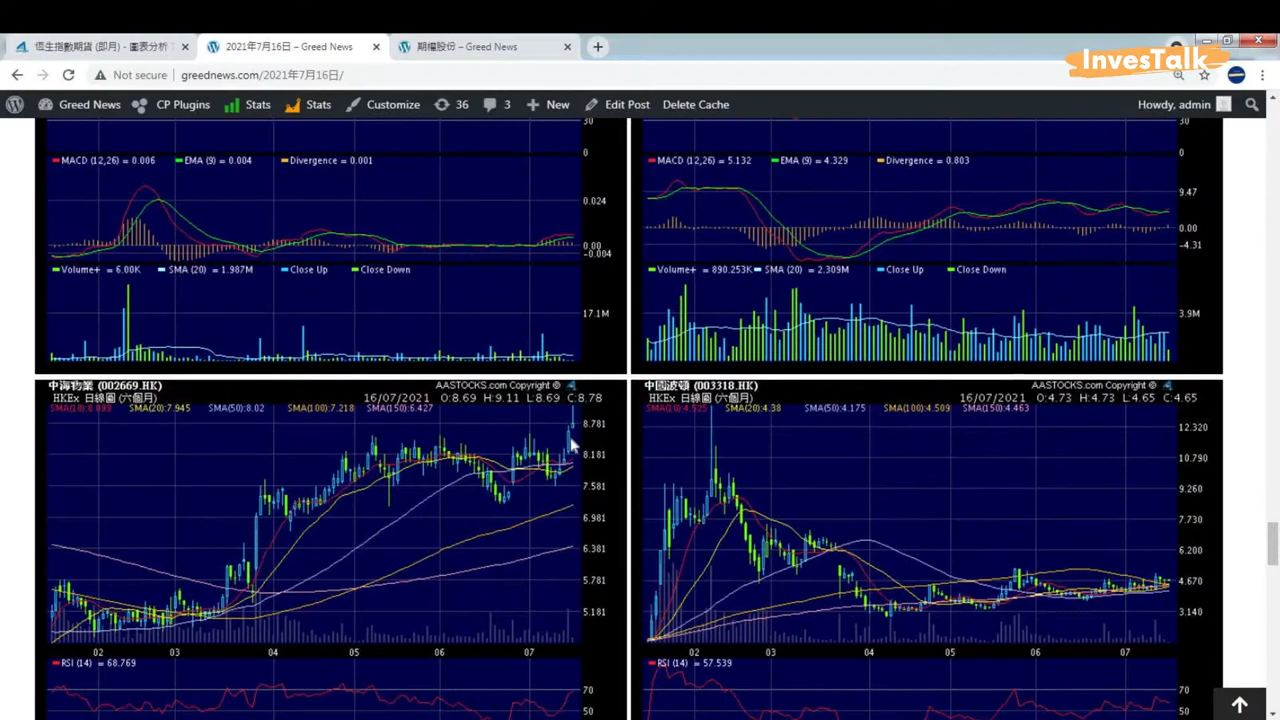 恆生指數期貨 (即月) - 圖表分析
2021年7月16日 – Greed News
期權股份 – Greed News
InvesTalk
Not secure
greednews.com/2021年7月16日/
Greed News
CP Plugins
Stats
Stats
Customize
36
3
New
Edit Post
Delete Cache
Howdy, admin
30
0
MACD (12,26) = 0.006
EMA (9) = 0.004
Divergence = 0.001
0.024
0.00
-0.004
Volume+ = 6.00K
SMA (20) = 1.987M
Close Up
Close Down
17.1M
0
30
0
MACD (12,26) = 5.132
EMA (9) = 4.329
Divergence = 0.803
9.47
0.00
-4.31
Volume+ = 890.253K
SMA (20) = 2.309M
Close Up
Close Down
3.9M
0
中海物業 (002669.HK)
AASTOCKS.com Copyright ©
HKEx 日線圖 (六個月)
16/07/2021 O:8.69 H:9.11 L:8.69 C:8.78
SMA(10):8.099 SMA(20):7.945 SMA(50):8.02 SMA(100):7.218 SMA(150):6.427
8.781
8.181
7.581
6.981
6.381
5.781
5.181
02 03 04 05 06 07
RSI (14) = 68.769
70
50
中國波頓 (003318.HK)
AASTOCKS.com Copyright ©
HKEx 日線圖 (六個月)
16/07/2021 O:4.73 H:4.73 L:4.65 C:4.65
SMA(10):4.525 SMA(20):4.38 SMA(50):4.175 SMA(100):4.509 SMA(150):4.463
12.320
10.790
9.260
7.730
6.200
4.670
3.140
02 03 04 05 06 07
RSI (14) = 57.539
70
50